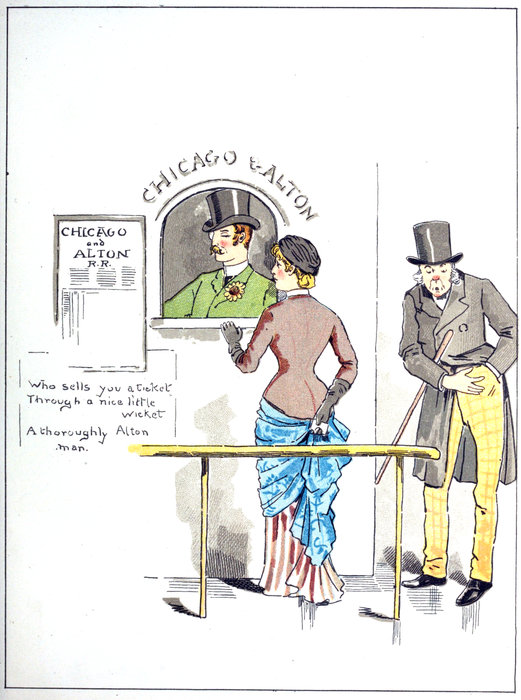 CHICAGO & ALTON
CHICAGO
and
ALTON
R.R.
Who sells you a ticket
Through a nice little
wicket
A thoroughly Alton
man.